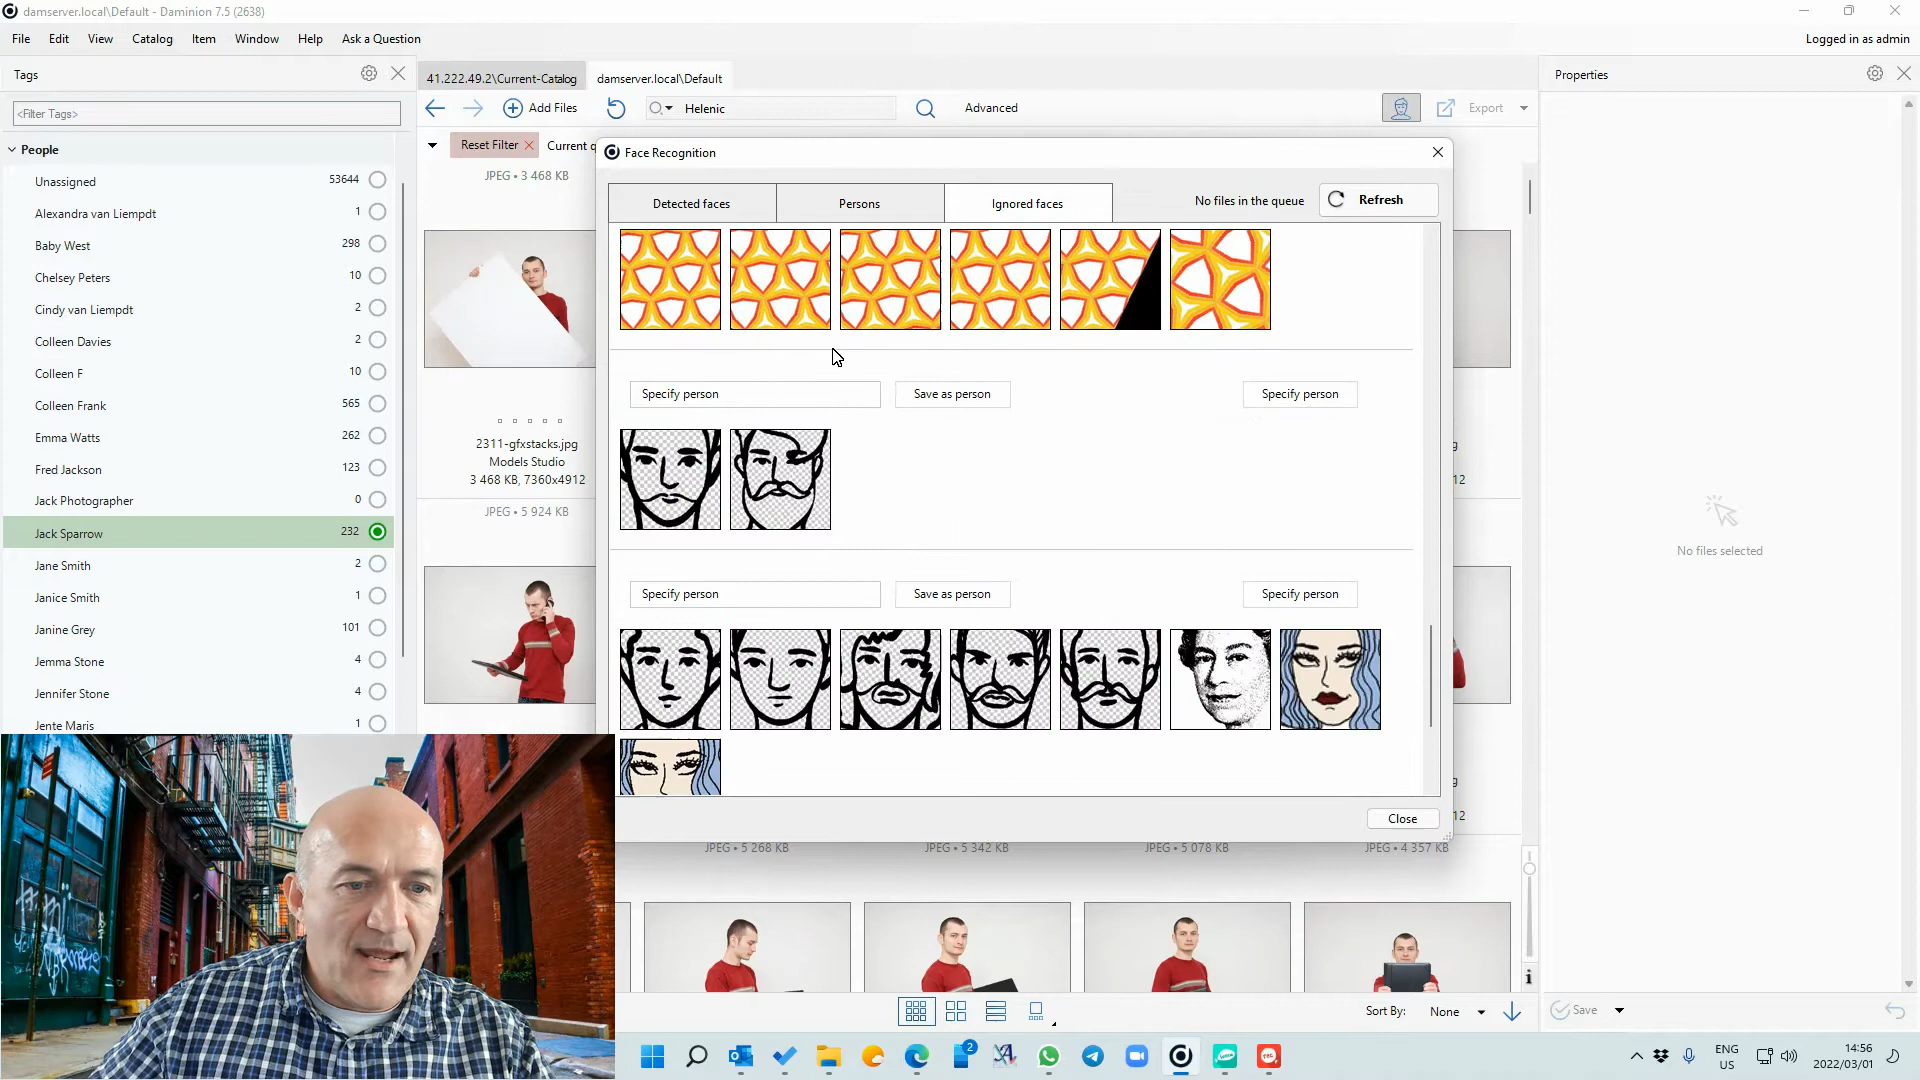 damserver.local\Default - Daminion 7.5 (2638)
File Edit View Catalog Item Window Help Ask a Question
Logged in as admin
Tags
<Filter Tags>
People
Unassigned 53644
Alexandra van Liempdt 1
Baby West 298
Chelsey Peters 10
Cindy van Liempdt 2
Colleen Davies 2
Colleen F 10
Colleen Frank 565
Emma Watts 262
Fred Jackson 123
Jack Photographer 0
Jack Sparrow 232
Jane Smith 2
Janice Smith 1
Janine Grey 101
Jemma Stone 4
Jennifer Stone 4
Jente Maris 1
41.222.49.2\Current-Catalog damserver.local\Default
Add Files Helenic Advanced Export
Reset Filter Current q
JPEG • 3 468 KB
2311-gfxstacks.jpg
Models Studio
3 468 KB, 7360x4912
JPEG • 5 924 KB
Face Recognition
Detected faces Persons Ignored faces No files in the queue Refresh
Specify person Save as person Specify person
Specify person Save as person Specify person
Close
g
12
g
12
JPEG • 5 268 KB JPEG • 5 342 KB JPEG • 5 078 KB JPEG • 4 357 KB
Sort By: None
Properties
No files selected
Save
2
ENG
US
14:56
2022/03/01